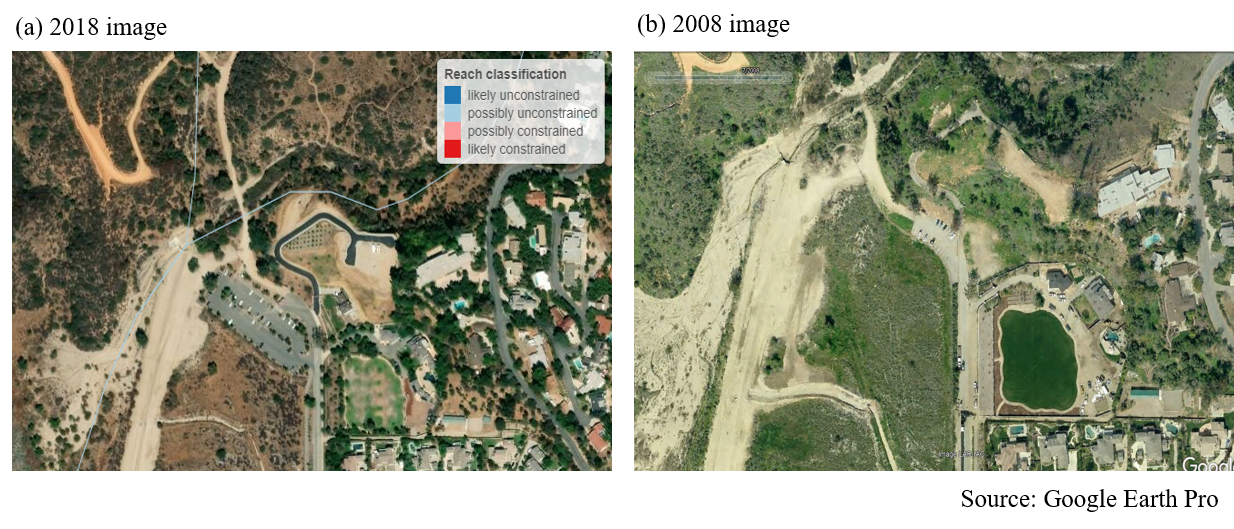 (a) 2018 image
(b) 2008 image
Reach classification
likely unconstrained
possibly unconstrained
possibly constrained
likely constrained
Google
Source: Google Earth Pro